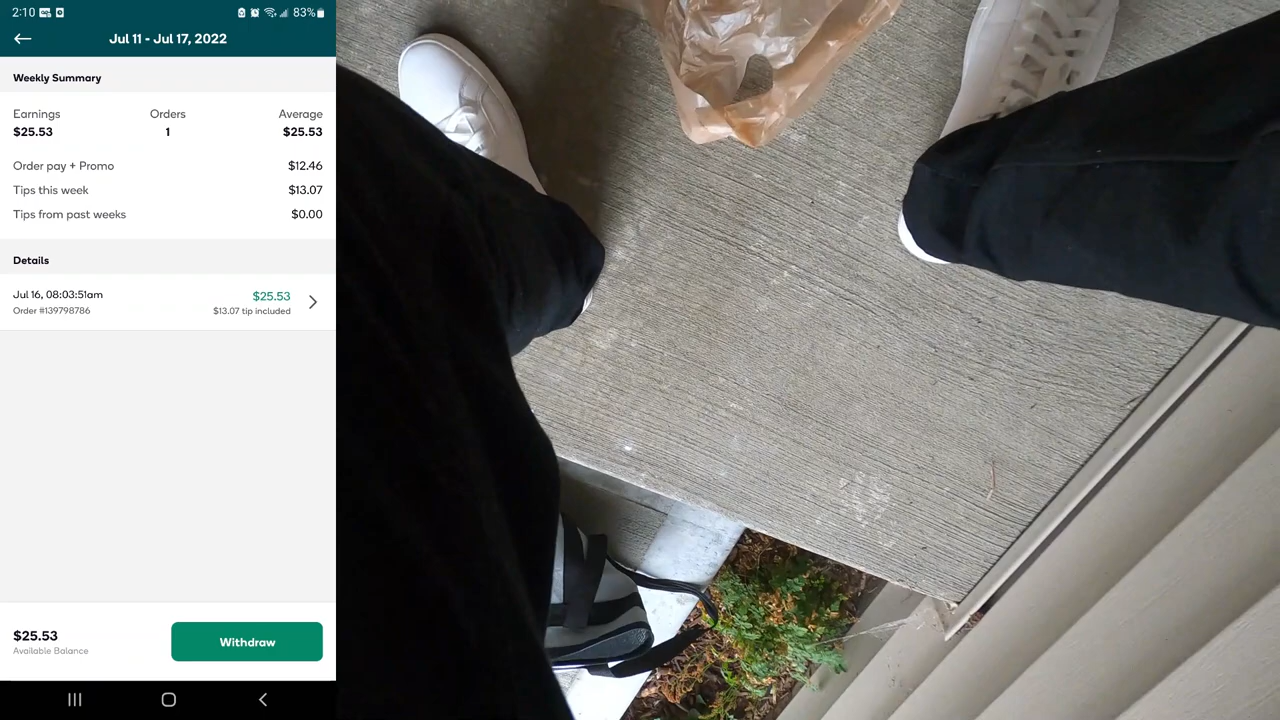 2:10 83%
Jul 11 - Jul 17, 2022
Weekly Summary
Earnings Orders Average
$25.53 1 $25.53
Order pay + Promo $12.46
Tips this week $13.07
Tips from past weeks $0.00
Details
Jul 16, 08:03:51am $25.53
Order #139798786 $13.07 tip included
$25.53
Available Balance
Withdraw